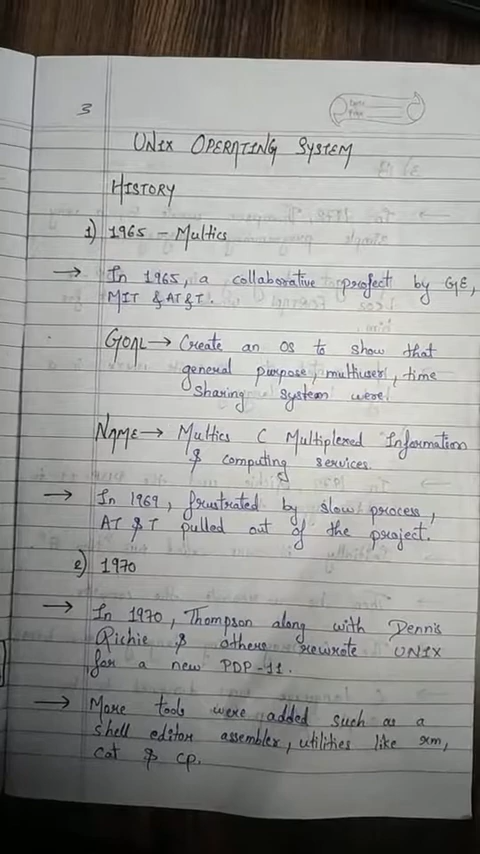 3
UNIX OPERATING SYSTEM
HISTORY
1) 1965 - Multics
→ In 1965, a collaborative project by GE,
MIT & AT&T.
GOAL → Create an OS to show that
general purpose, multiuser, time
sharing system were.
NAME → Multics ( Multiplexed Information
& computing services.
→ In 1969, frustrated by slow process,
AT & T pulled out of the project.
2) 1970
→ In 1970, Thompson along with Dennis
Richie & others rewrote UNIX
for a new PDP-11.
→ More tools were added such as a
shell editor assembler, utilities like rm,
cat & cp.